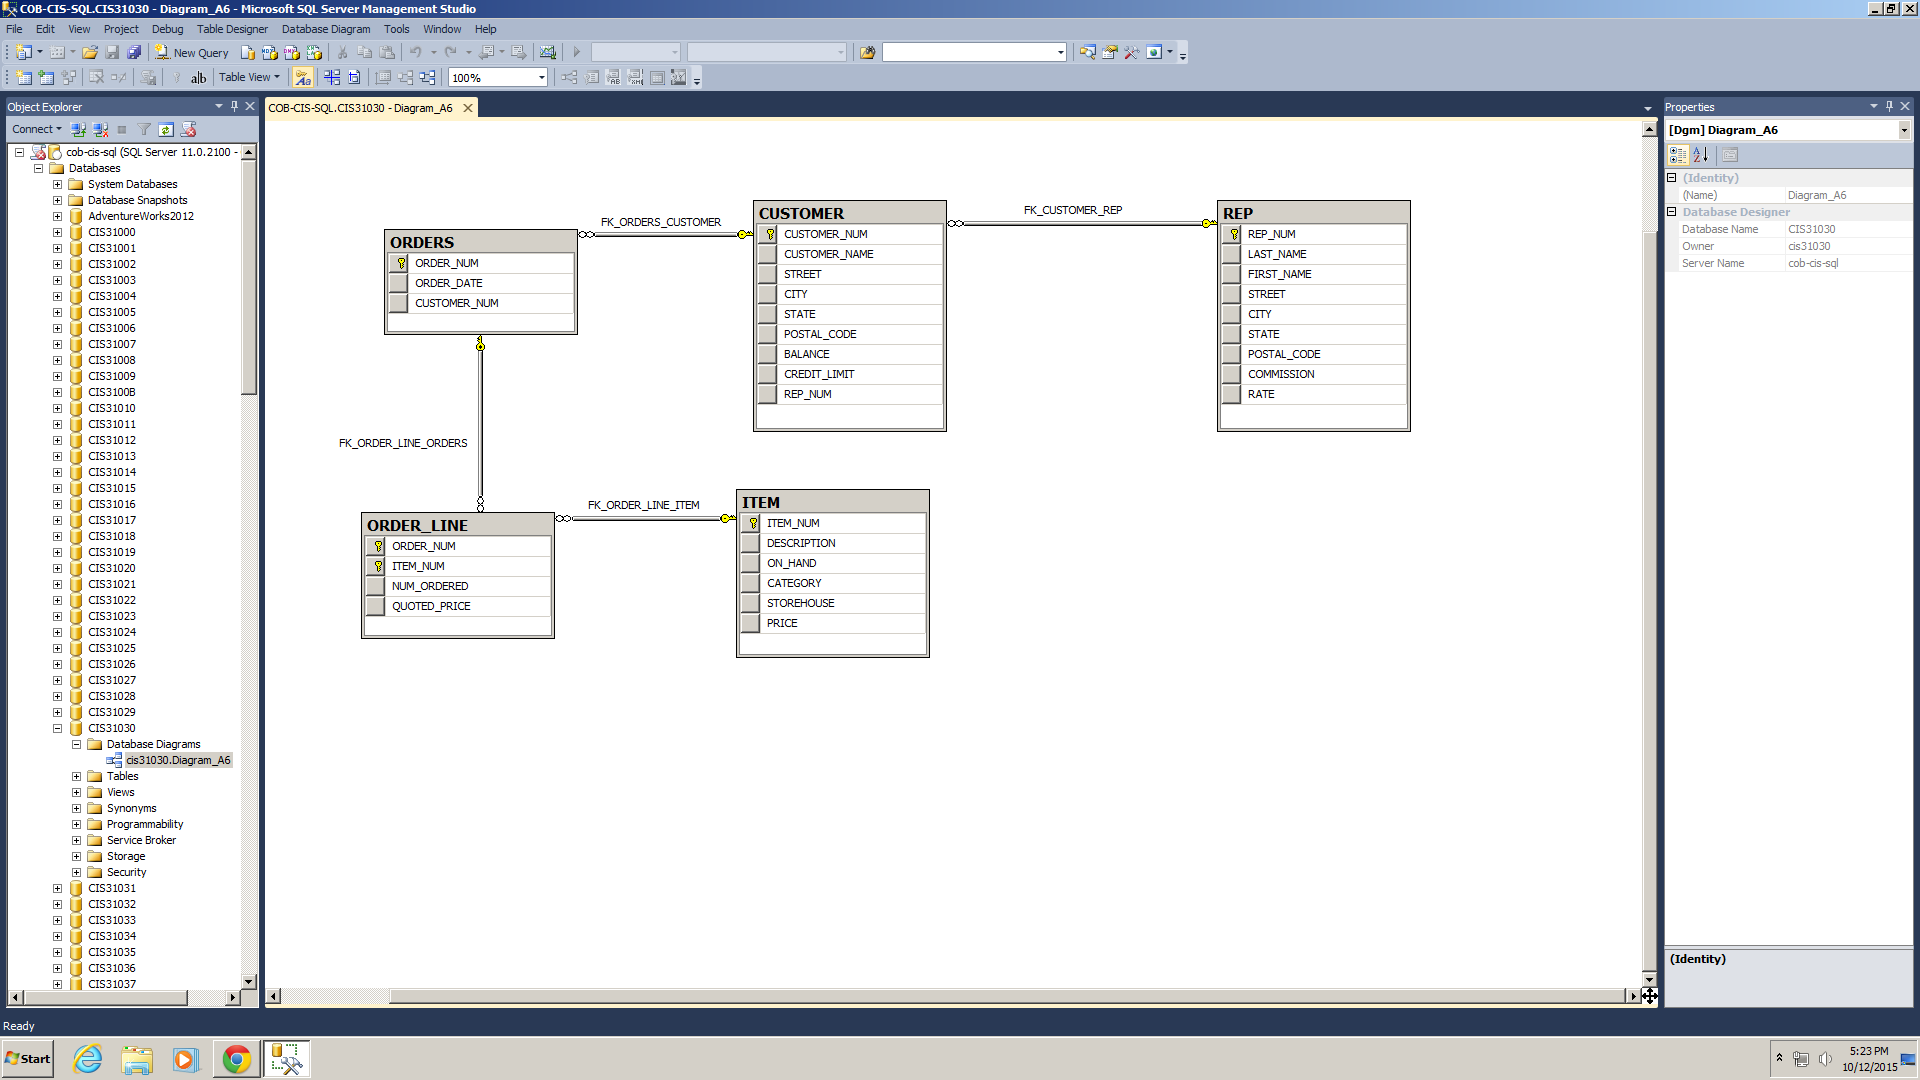 COB-CIS-SQL.CIS31030 - Diagram_A6 - Microsoft SQL Server Management Studio
File Edit View Project Debug Table Designer Database Diagram Tools Window Help
New Query
Table View 100%
Object Explorer
Connect
cob-cis-sql (SQL Server 11.0.2100 -
Databases
System Databases
Database Snapshots
AdventureWorks2012
CIS31000
CIS31001
CIS31002
CIS31003
CIS31004
CIS31005
CIS31006
CIS31007
CIS31008
CIS31009
CIS3100B
CIS31010
CIS31011
CIS31012
CIS31013
CIS31014
CIS31015
CIS31016
CIS31017
CIS31018
CIS31019
CIS31020
CIS31021
CIS31022
CIS31023
CIS31024
CIS31025
CIS31026
CIS31027
CIS31028
CIS31029
CIS31030
Database Diagrams
cis31030.Diagram_A6
Tables
Views
Synonyms
Programmability
Service Broker
Storage
Security
CIS31031
CIS31032
CIS31033
CIS31034
CIS31035
CIS31036
CIS31037
COB-CIS-SQL.CIS31030 - Diagram_A6
FK_ORDERS_CUSTOMER
FK_CUSTOMER_REP
ORDERS
ORDER_NUM
ORDER_DATE
CUSTOMER_NUM
CUSTOMER
CUSTOMER_NUM
CUSTOMER_NAME
STREET
CITY
STATE
POSTAL_CODE
BALANCE
CREDIT_LIMIT
REP_NUM
REP
REP_NUM
LAST_NAME
FIRST_NAME
STREET
CITY
STATE
POSTAL_CODE
COMMISSION
RATE
FK_ORDER_LINE_ORDERS
FK_ORDER_LINE_ITEM
ORDER_LINE
ORDER_NUM
ITEM_NUM
NUM_ORDERED
QUOTED_PRICE
ITEM
ITEM_NUM
DESCRIPTION
ON_HAND
CATEGORY
STOREHOUSE
PRICE
Properties
[Dgm] Diagram_A6
(Identity)
(Name) Diagram_A6
Database Designer
Database Name CIS31030
Owner cis31030
Server Name cob-cis-sql
(Identity)
Ready
Start
5:23 PM
10/12/2015